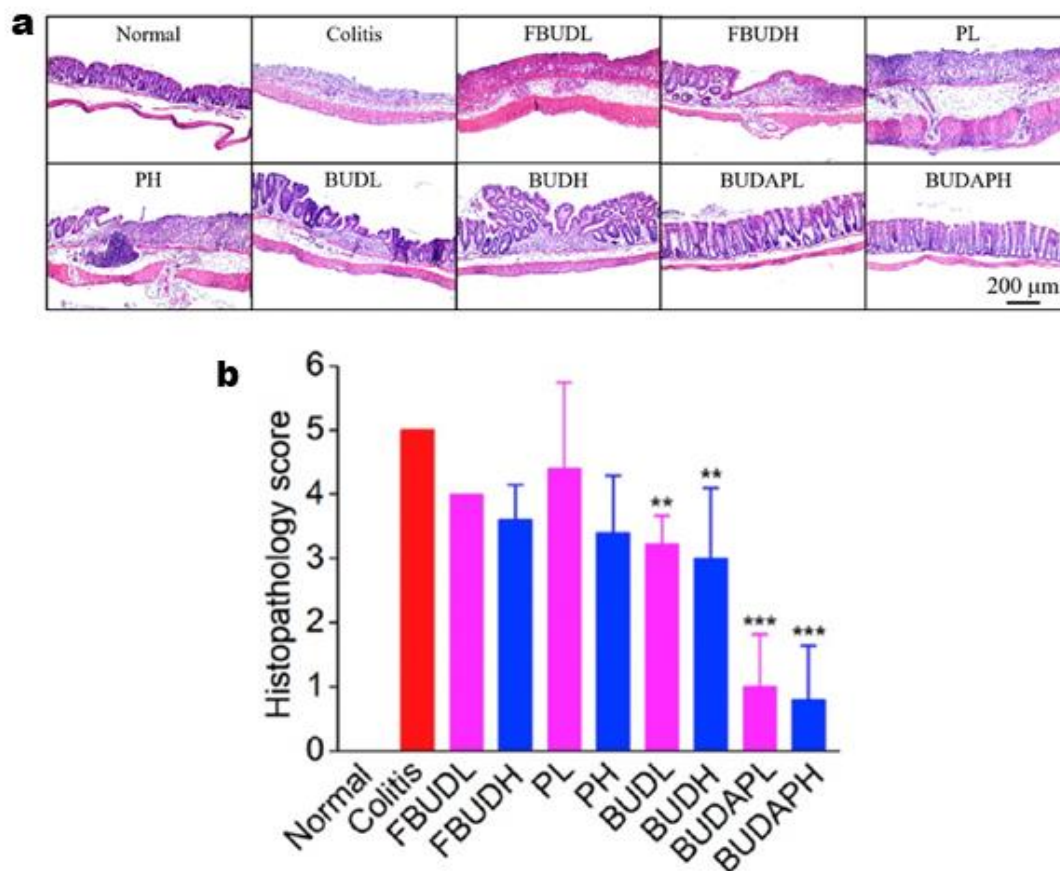 a
Normal Colitis FBUDL FBUDH PL
PH BUDL BUDH BUDAPL BUDAPH
200 μm
b
Histopathology score
6
5
4
3
2
1
0
** ** *** ***
Normal Colitis FBUDL FBUDH PL PH BUDL BUDH BUDAPL BUDAPH